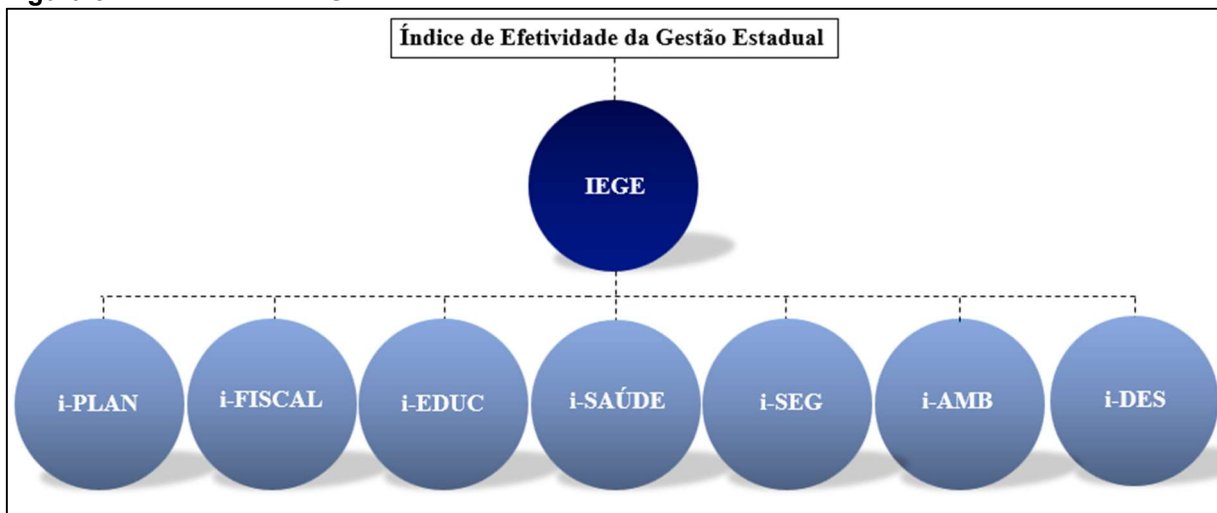 Índice de Efetividade da Gestão Estadual
IEGE
i-PLAN
i-FISCAL
i-EDUC
i-SAÚDE
i-SEG
i-AMB
i-DES